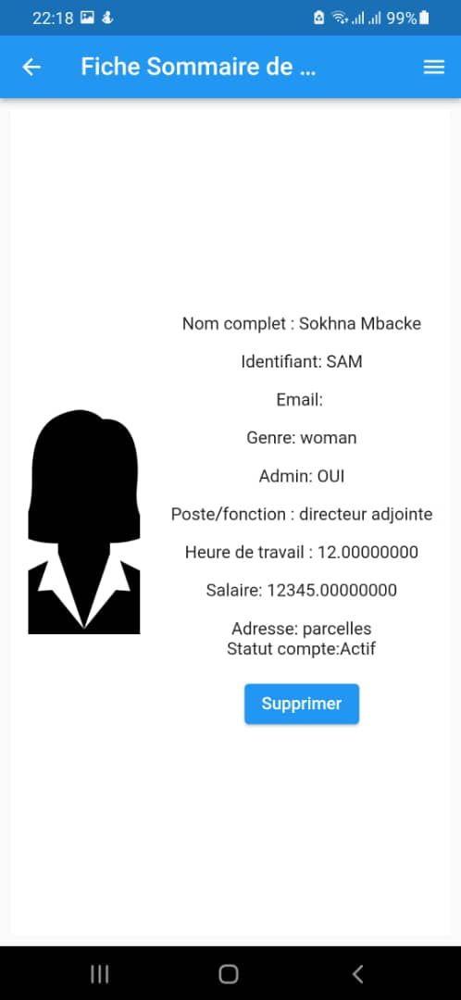 22:18 99%
Fiche Sommaire de ...
Nom complet : Sokhna Mbacke
Identifiant: SAM
Email:
Genre: woman
Admin: OUI
Poste/fonction : directeur adjointe
Heure de travail : 12.00000000
Salaire: 12345.00000000
Adresse: parcelles
Statut compte:Actif
Supprimer